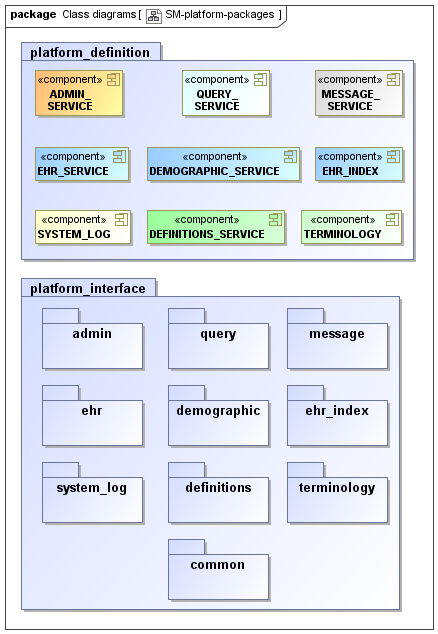 package Class diagrams[ SM-platform-packages ]
platform_definition
«component»
ADMIN_
SERVICE
«component»
QUERY_
SERVICE
«component»
MESSAGE_
SERVICE
«component»
EHR_SERVICE
«component»
DEMOGRAPHIC_SERVICE
«component»
EHR_INDEX
«component»
SYSTEM_LOG
«component»
DEFINITIONS_SERVICE
«component»
TERMINOLOGY
platform_interface
admin
query
message
ehr
demographic
ehr_index
system_log
definitions
terminology
common